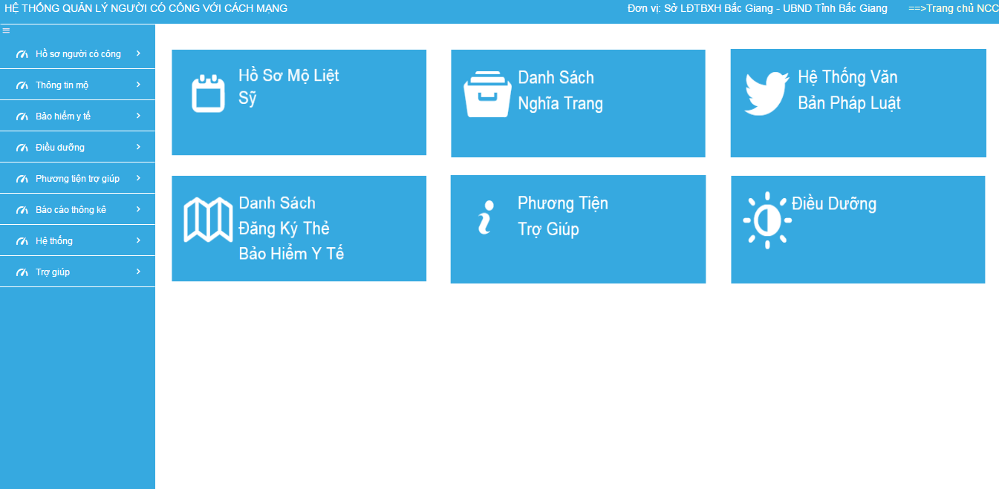 HỆ THỐNG QUẢN LÝ NGƯỜI CÓ CÔNG VỚI CÁCH MẠNG
Đơn vị: Sở LĐTBXH Bắc Giang - UBND Tỉnh Bắc Giang
==>Trang chủ NCC
Hồ sơ người có công
Thông tin mộ
Bảo hiểm y tế
Điều dưỡng
Phương tiện trợ giúp
Báo cáo thông kê
Hệ thống
Trợ giúp
Hồ Sơ Mộ Liệt
Sỹ
Danh Sách
Nghĩa Trang
Hệ Thống Văn
Bản Pháp Luật
Danh Sách
Đăng Ký Thẻ
Bảo Hiểm Y Tế
Phương Tiện
Trợ Giúp
Điều Dưỡng